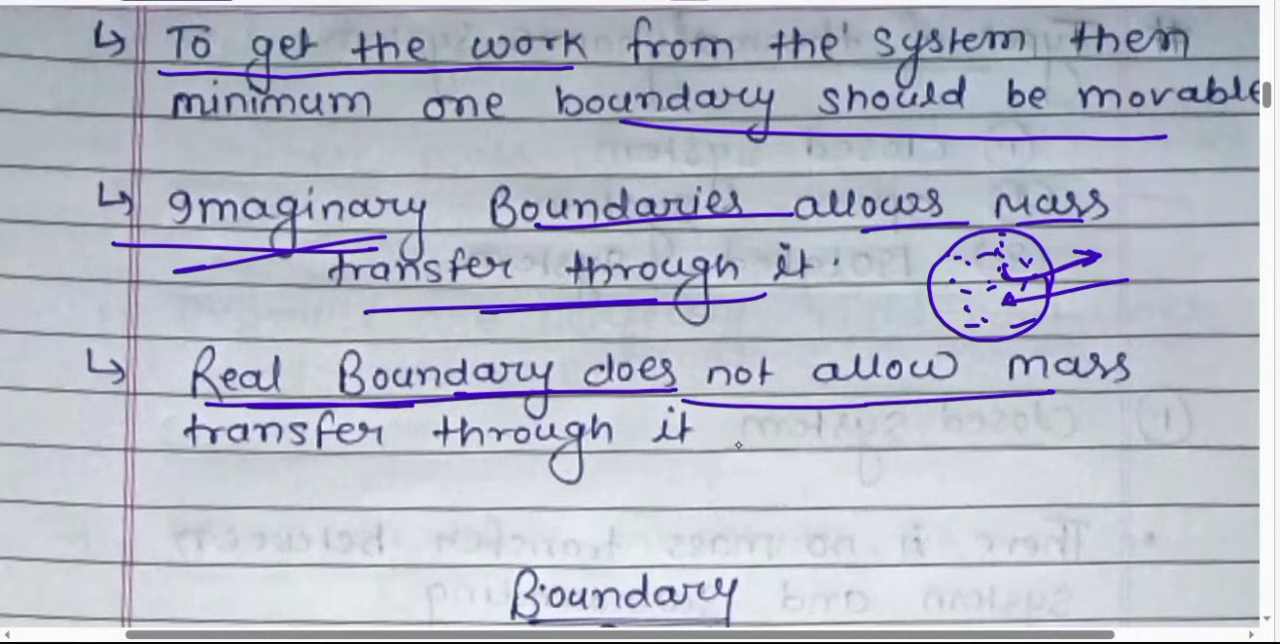 ↳ To get the work from the system then
minimum one boundary should be movable
↳ Imaginary Boundaries allows Mass
transfer through it.
↳ Real Boundary does not allow mass
transfer through it
Boundary